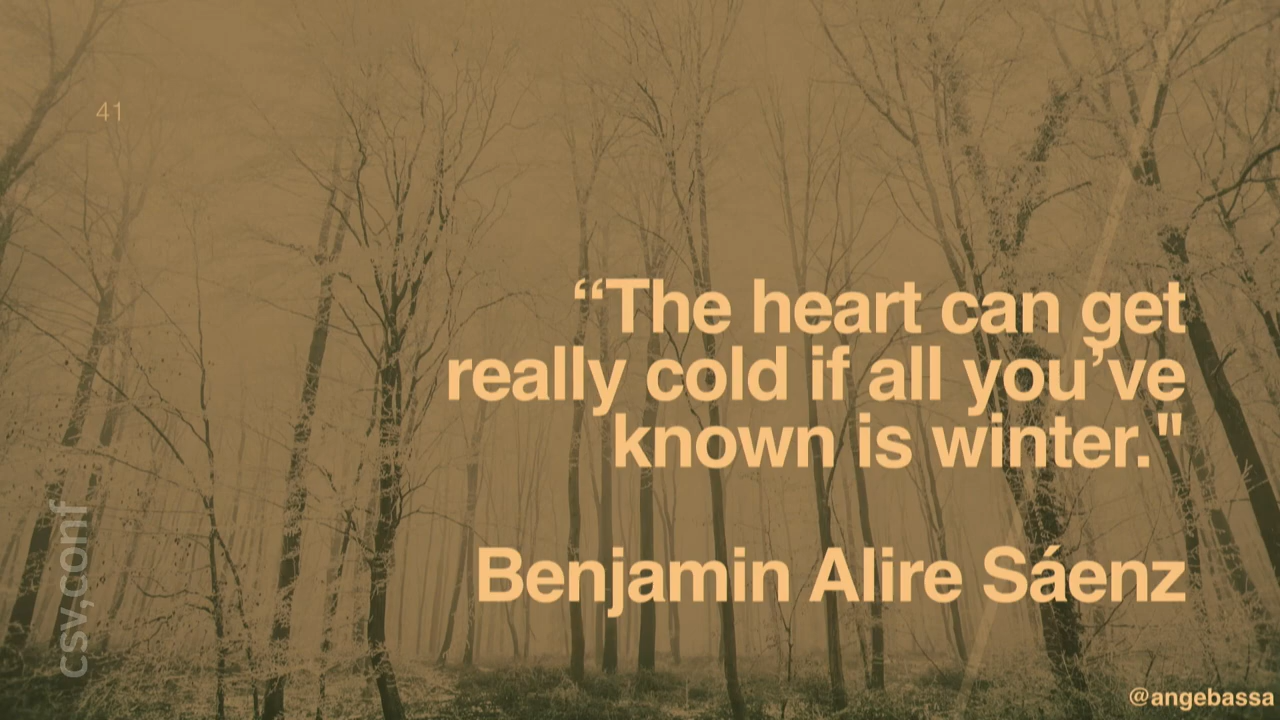 41
“The heart can get
really cold if all you’ve
known is winter."
Benjamin Alire Sáenz
csv,conf
@angebassa